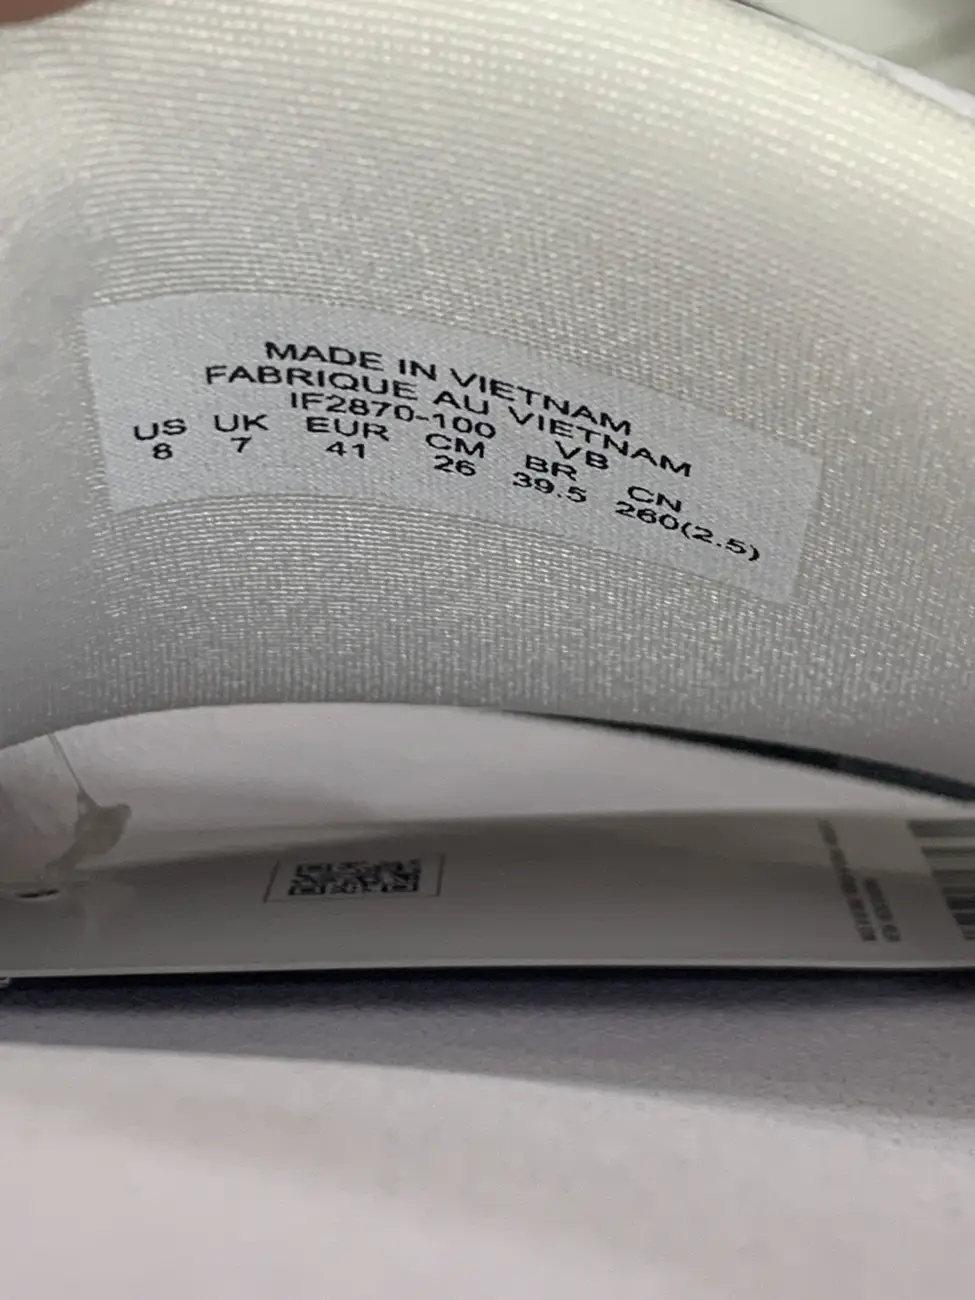 MADE IN VIETNAM
FABRIQUE AU VIETNAM
IF2870-100 VB
US UK EUR CM BR CN
8 7 41 26 39.5 260(2.5)